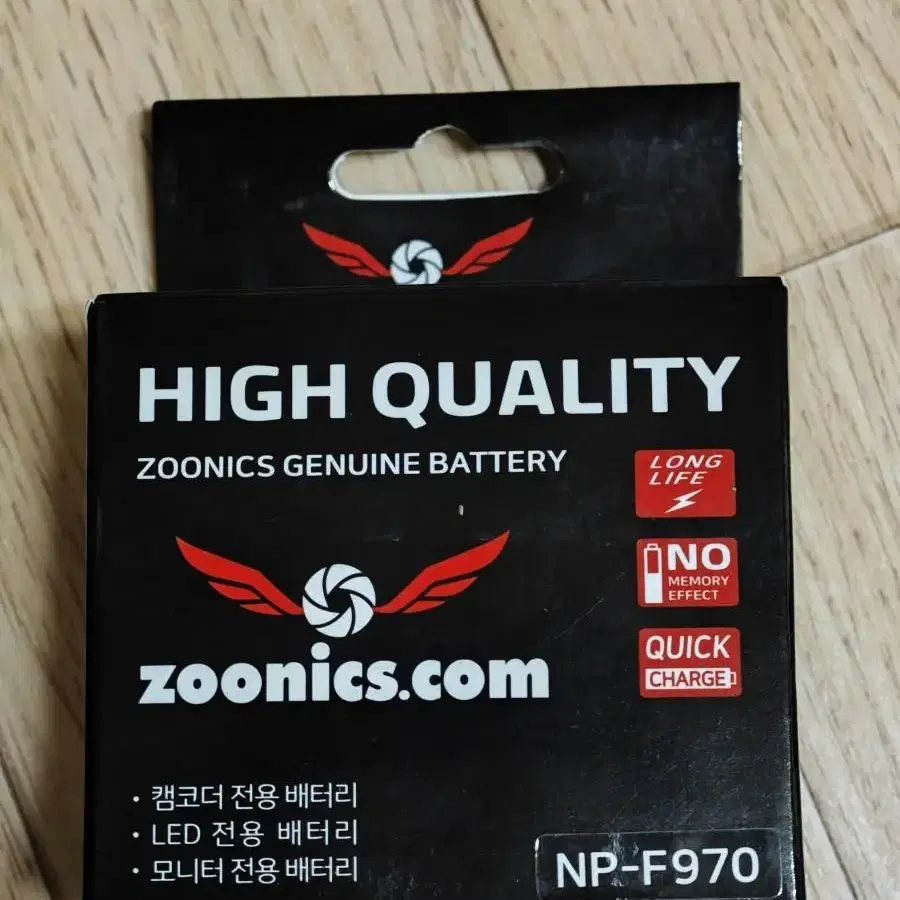 HIGH QUALITY
ZOONICS GENUINE BATTERY
LONG
LIFE
NO
MEMORY
EFFECT
QUICK
CHARGE
zoonics.com
· 캠코더 전용 배터리
· LED 전용 배터리
· 모니터 전용 배터리
NP-F970